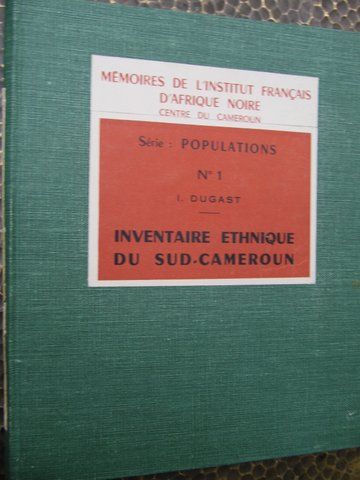 MÉMOIRES DE L'INSTITUT FRANÇAIS
D'AFRIQUE NOIRE
CENTRE DU CAMEROUN
Série : POPULATIONS
N° 1
I. DUGAST
INVENTAIRE ETHNIQUE
DU SUD-CAMEROUN